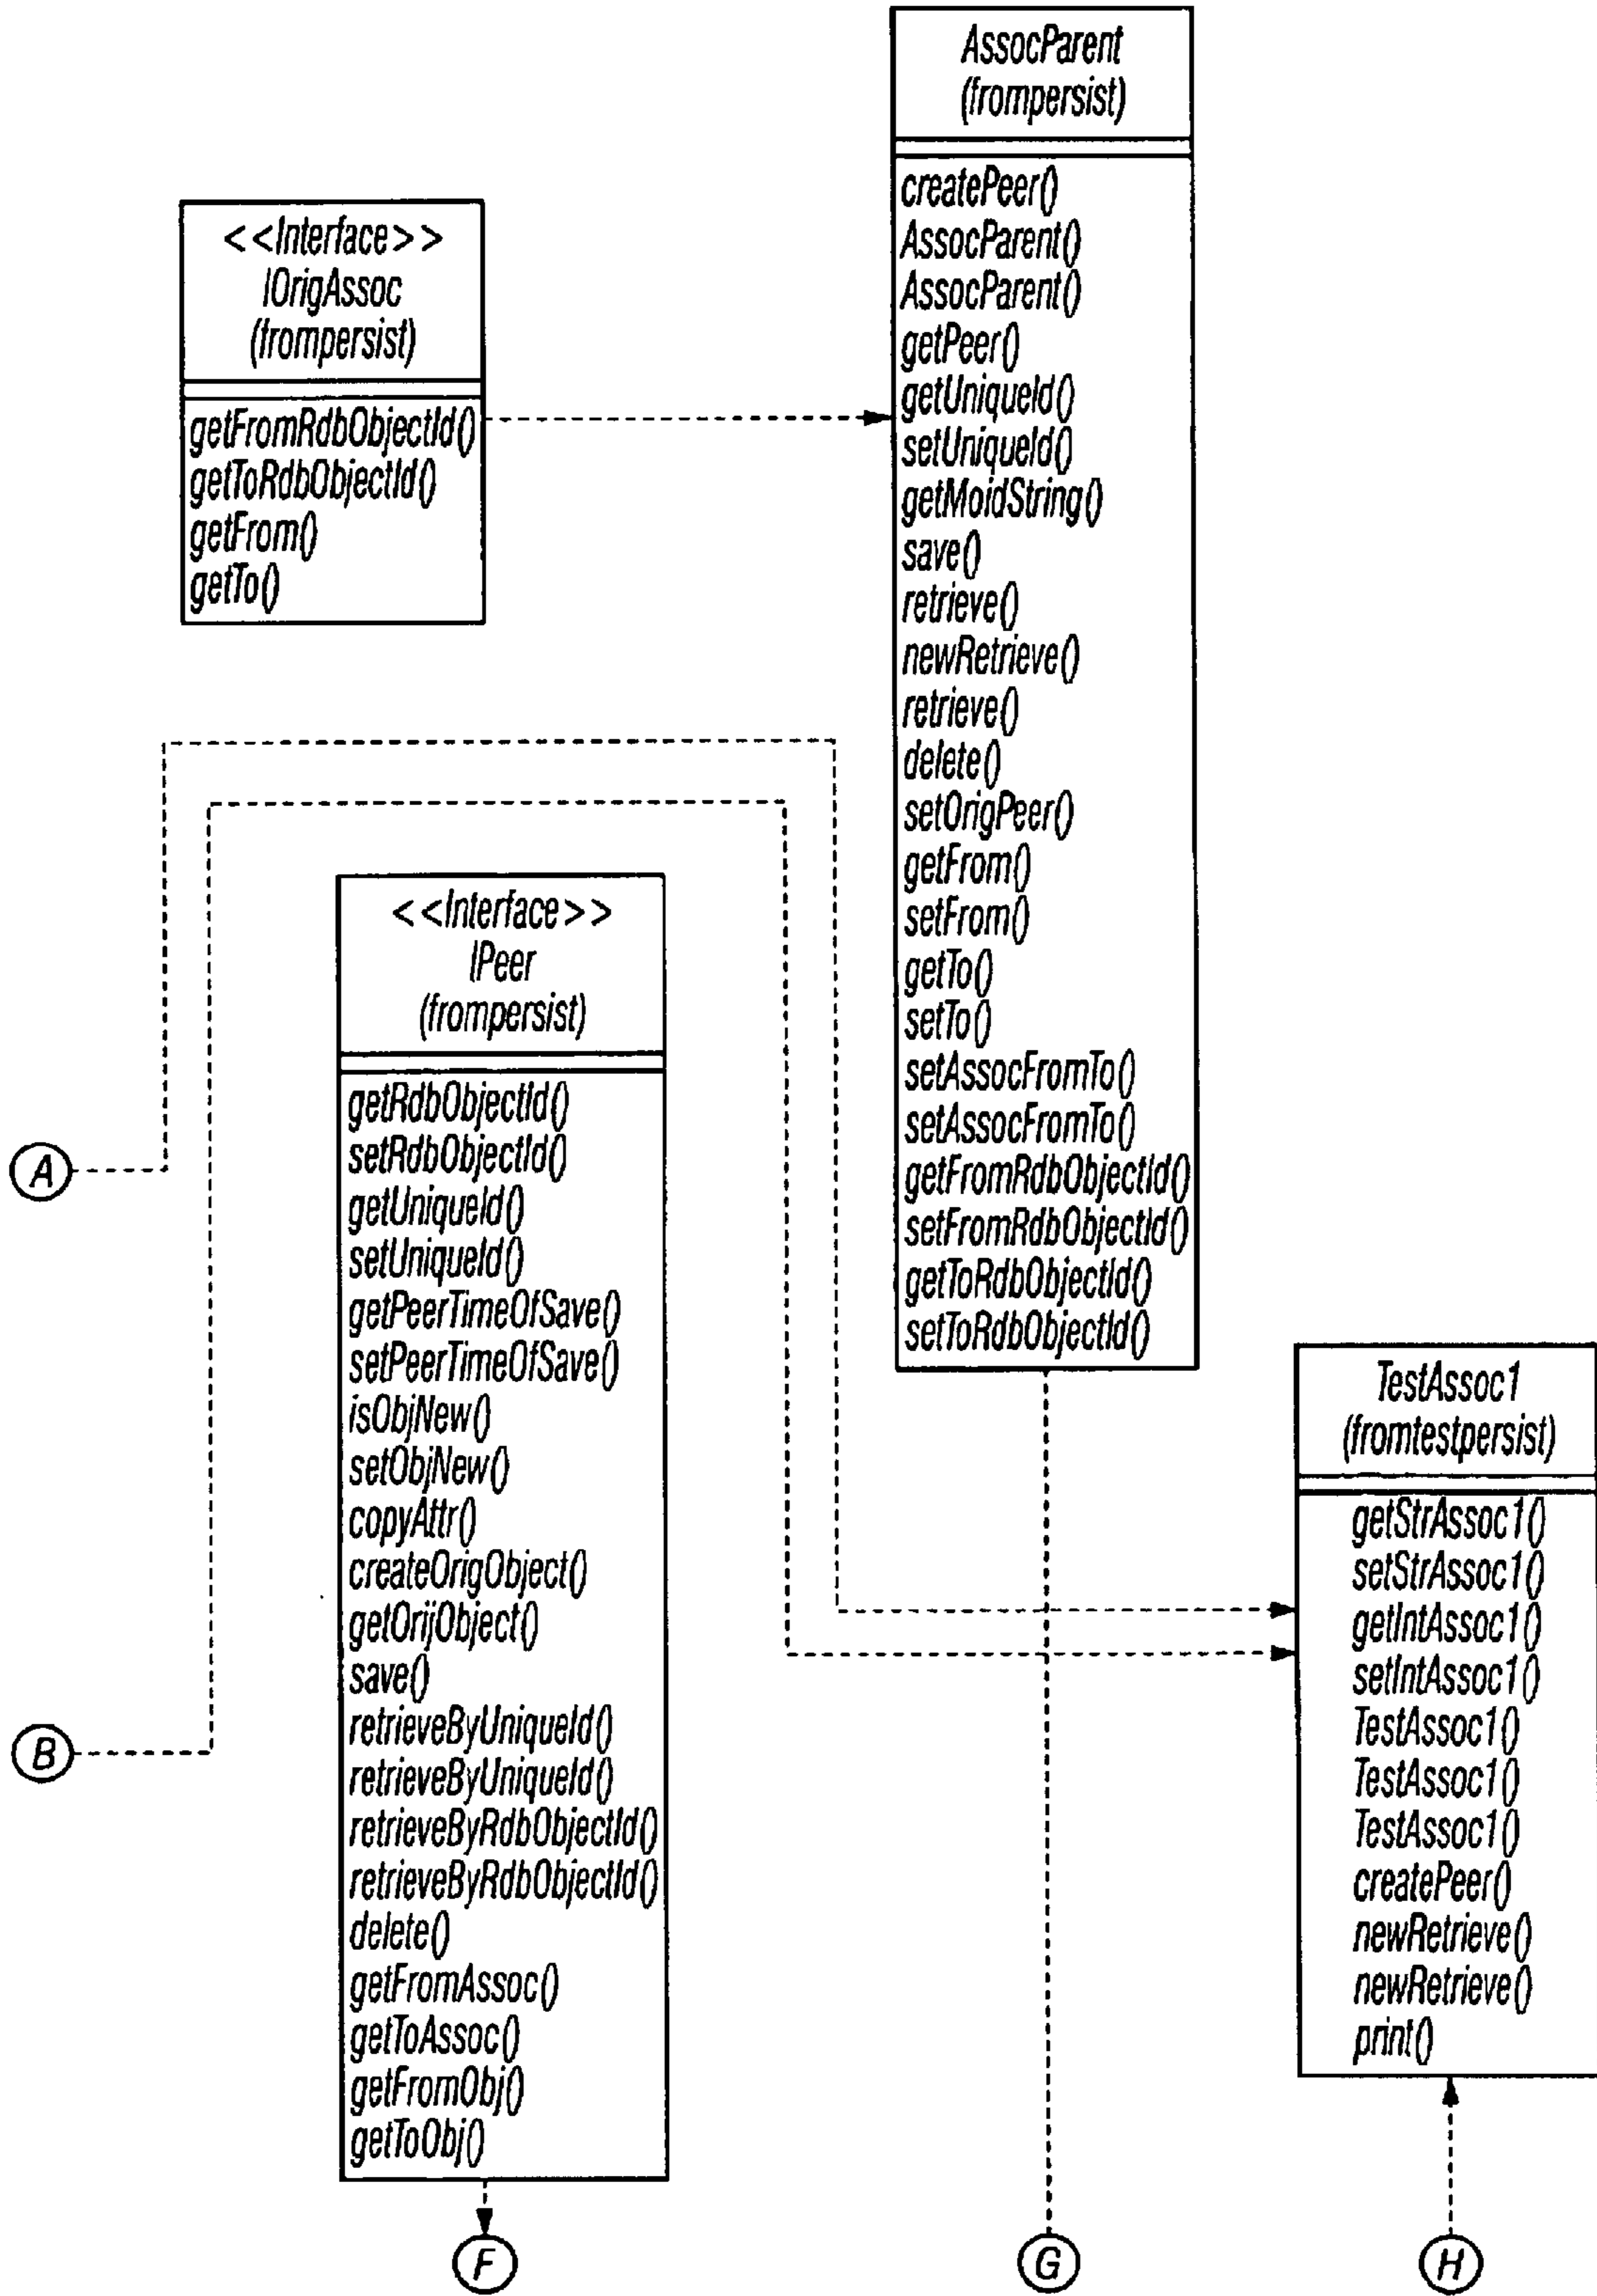 AssocParent
(frompersist)
createPeer()
AssocParent()
AssocParent()
getPeer()
getUniqueId()
setUniqueId()
getMoidString()
save()
retrieve()
newRetrieve()
retrieve()
delete()
setOrigPeer()
getFrom()
setFrom()
getTo()
setTo()
setAssocFromTo()
setAssocFromTo()
getFromRdbObjectId()
setFromRdbObjectId()
getToRdbObjectId()
setToRdbObjectId()
<<Interface>>
IOrigAssoc
(frompersist)
getFromRdbObjectId()
getToRdbObjectId()
getFrom()
getTo()
<<Interface>>
IPeer
(frompersist)
getRdbObjectId()
setRdbObjectId()
getUniqueId()
setUniqueId()
getPeerTimeOfSave()
setPeerTimeOfSave()
isObjNew()
setObjNew()
copyAttr()
createOrigObject()
getOrijObject()
save()
retrieveByUniqueId()
retrieveByUniqueId()
retrieveByRdbObjectId()
retrieveByRdbObjectId()
delete()
getFromAssoc()
getToAssoc()
getFromObj()
getToObj()
A
B
TestAssoc1
(fromtestpersist)
getStrAssoc1()
setStrAssoc1()
getIntAssoc1()
setIntAssoc1()
TestAssoc1()
TestAssoc1()
TestAssoc1()
createPeer()
newRetrieve()
newRetrieve()
print()
F
G
H